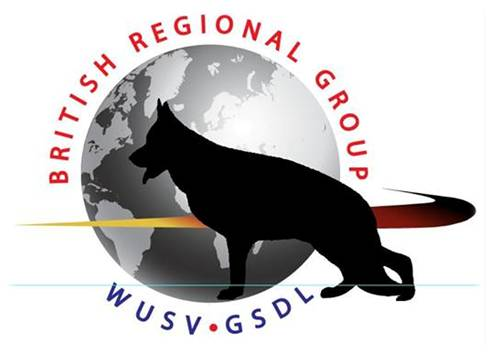 BRITISH REGIONAL GROUP
WUSV • GSDL